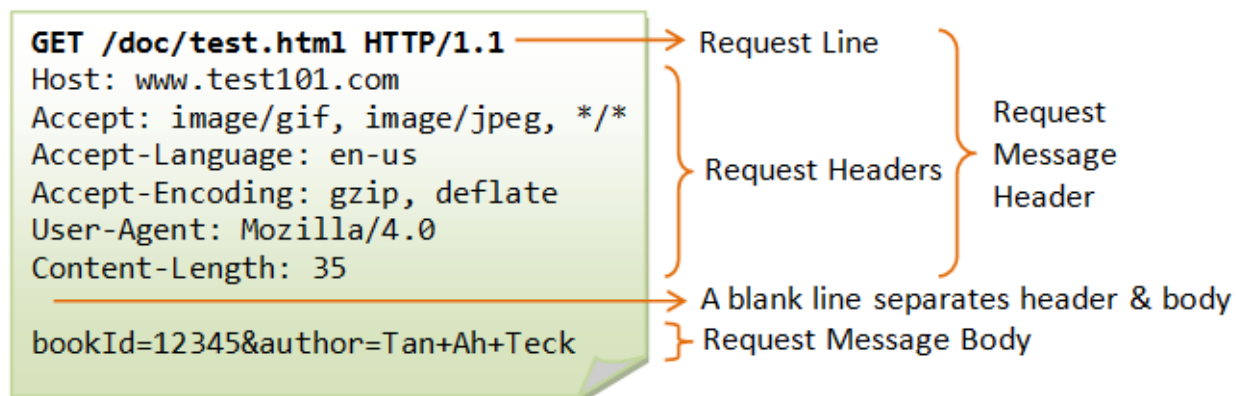 GET /doc/test.html HTTP/1.1
Host: www.test101.com
Accept: image/gif, image/jpeg, */*
Accept-Language: en-us
Accept-Encoding: gzip, deflate
User-Agent: Mozilla/4.0
Content-Length: 35
bookId=12345&author=Tan+Ah+Teck
Request Line
Request Headers
Request
Message
Header
A blank line separates header & body
Request Message Body